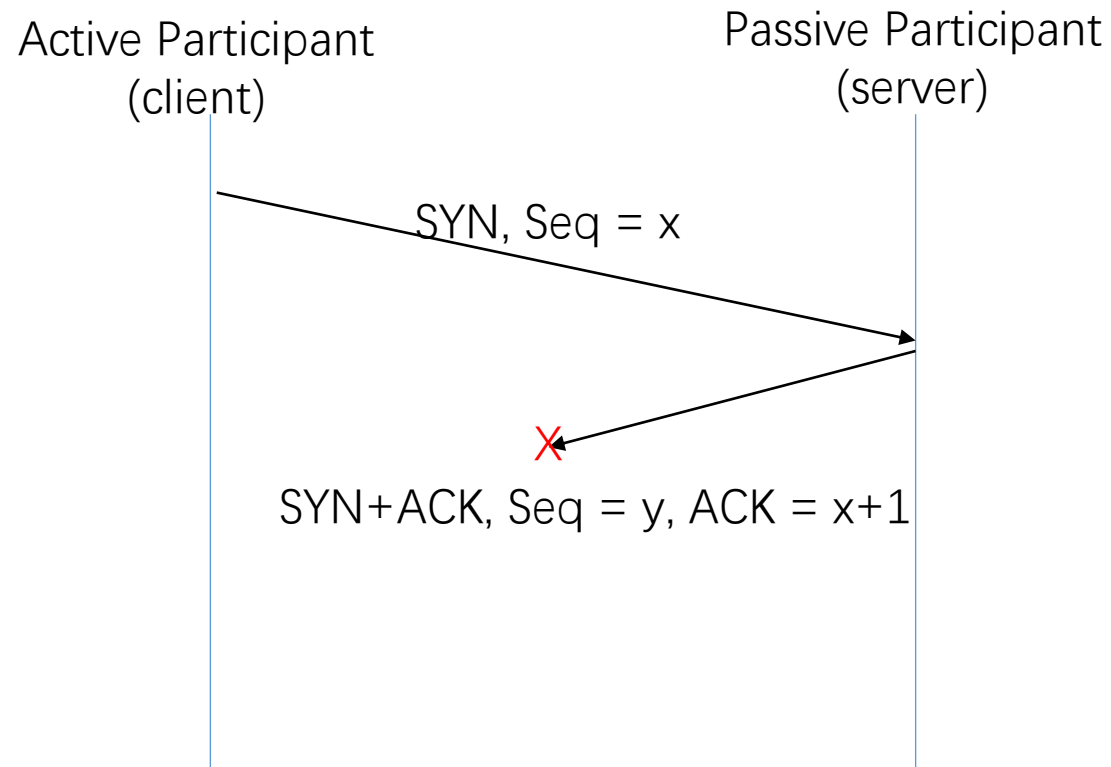 Active Participant
(client)
Passive Participant
(server)
SYN, Seq = x
X
SYN+ACK, Seq = y, ACK = x+1